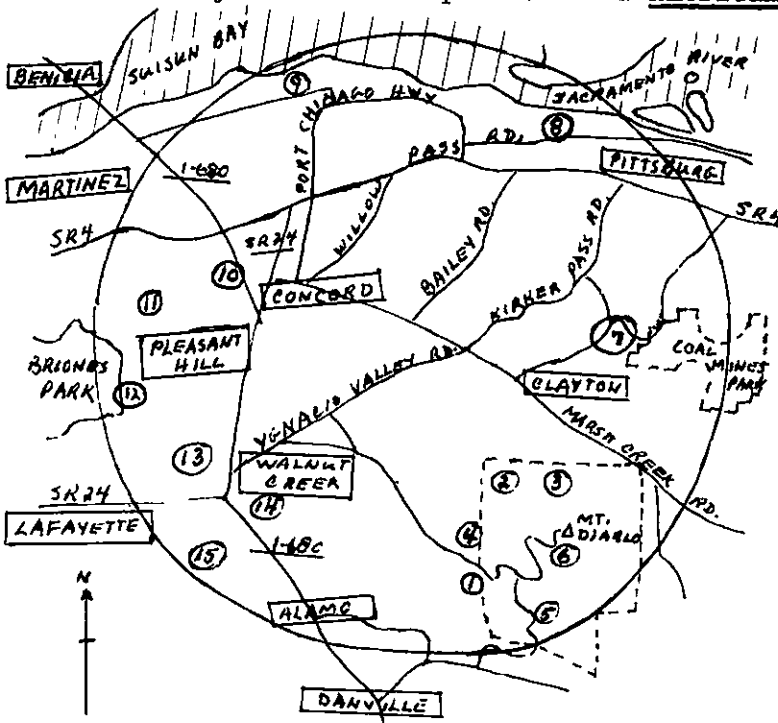 SUISUN BAY
BENICIA
SACRAMENTO RIVER
9
PORT CHICAGO HWY
8
PASS RD.
PITTSBURG
MARTINEZ
I-680
SR4
SR4
SR24
WILLOW
BAILEY RD.
KIRKER PASS RD.
10
CONCORD
11
7
COAL MINES PARK
PLEASANT HILL
BRIONES PARK
12
CLAYTON
YGNACIO VALLEY RD.
MARSH CREEK RD.
13
WALNUT CREEK
2
3
SR24
14
LAFAYETTE
4
MT. DIABLO
6
15
I-680
1
N
ALAMO
5
DANVILLE